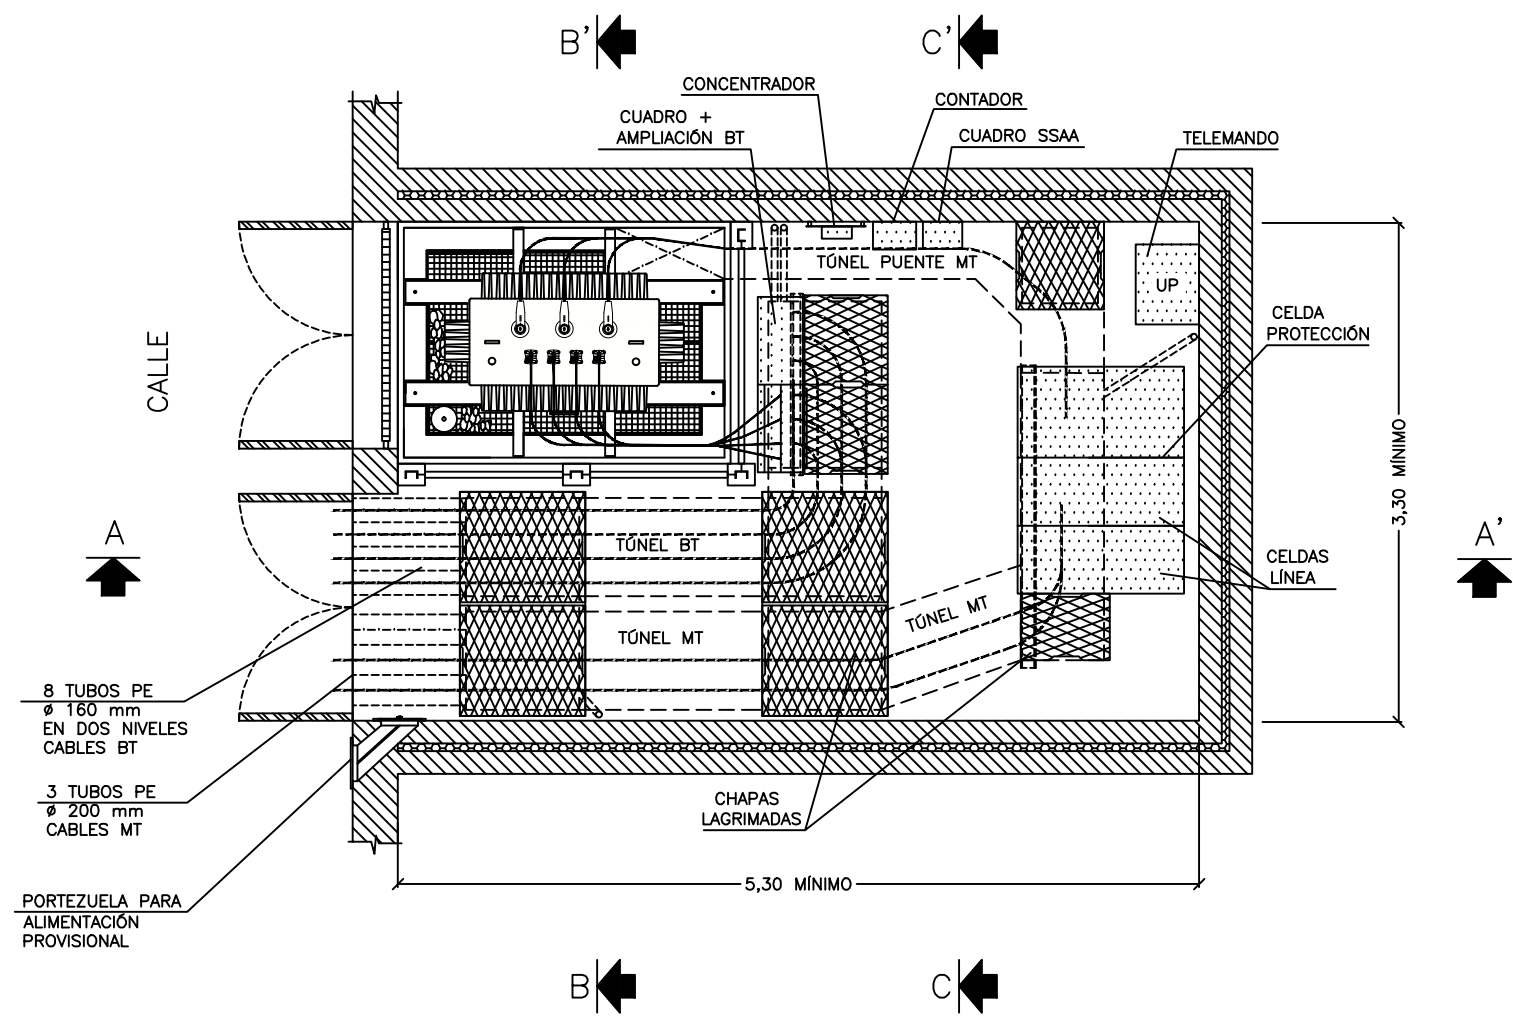 B'
C'
CONCENTRADOR
CONTADOR
CUADRO +
AMPLIACIÓN BT
CUADRO SSAA
TELEMANDO
TÚNEL PUENTE MT
UP
CELDA
PROTECCIÓN
CALLE
3,30 MÍNIMO
A
A'
TÚNEL BT
CELDAS
LÍNEA
TÚNEL MT
TÚNEL MT
8 TUBOS PE
ø 160 mm
EN DOS NIVELES
CABLES BT
3 TUBOS PE
ø 200 mm
CABLES MT
CHAPAS
LAGRIMADAS
5,30 MÍNIMO
PORTEZUELA PARA
ALIMENTACIÓN
PROVISIONAL
B
C